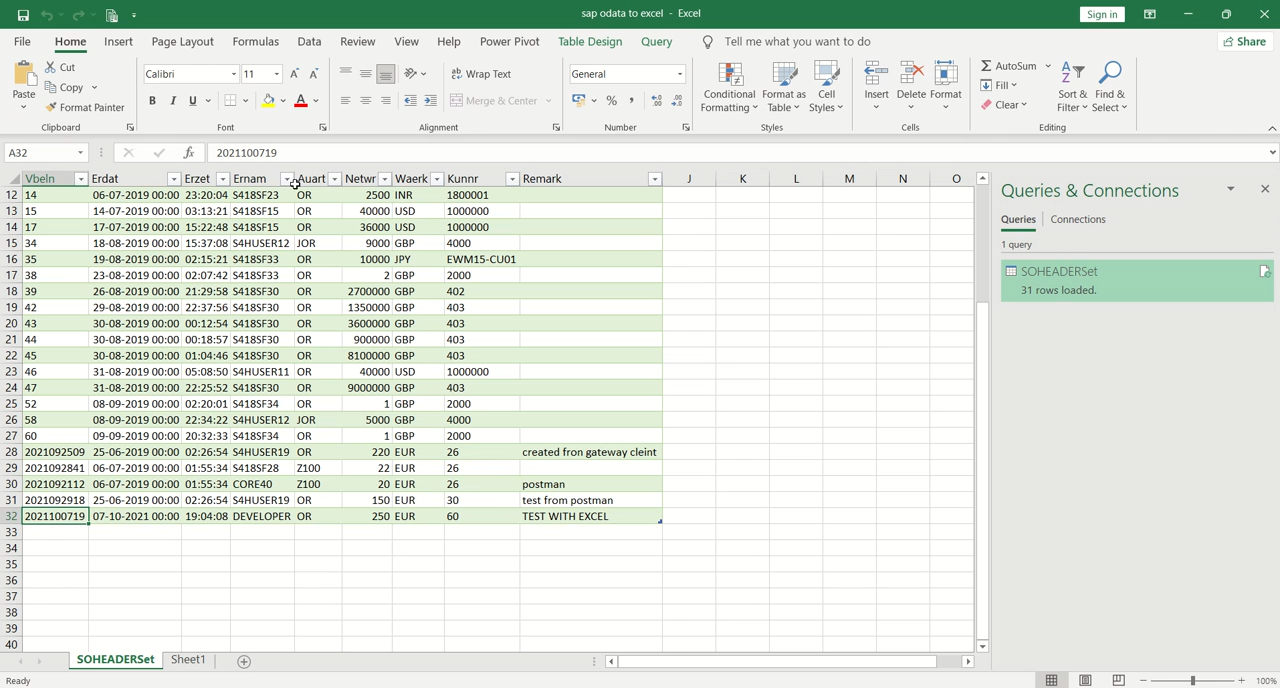 sap odata to excel - Excel
Sign in
File Home Insert Page Layout Formulas Data Review View Help Power Pivot Table Design Query Tell me what you want to do Share
Paste
Cut
Copy
Format Painter
Clipboard
Calibri 11
B I U
Font
Wrap Text
Merge & Center
Alignment
General
%
Number
Conditional Formatting
Format as Table
Cell Styles
Styles
Insert Delete Format
Cells
AutoSum
Fill
Clear
Sort & Filter
Find & Select
Editing
A32 fx 2021100719
Vbeln Erdat Erzet Ernam Auart Netwr Waerk Kunnr Remark J K L M N O
12 14 06-07-2019 00:00 23:20:04 S418SF23 OR 2500 INR 1800001
13 15 14-07-2019 00:00 03:13:21 S418SF15 OR 40000 USD 1000000
14 17 17-07-2019 00:00 15:22:48 S418SF15 OR 36000 USD 1000000
15 34 18-08-2019 00:00 15:37:08 S4HUSER12 JOR 9000 GBP 4000
16 35 19-08-2019 00:00 02:15:21 S418SF33 OR 10000 JPY EWM15-CU01
17 38 23-08-2019 00:00 02:07:42 S418SF33 OR 2 GBP 2000
18 39 26-08-2019 00:00 21:29:58 S418SF30 OR 2700000 GBP 402
19 42 29-08-2019 00:00 22:37:56 S418SF30 OR 1350000 GBP 403
20 43 30-08-2019 00:00 00:12:54 S418SF30 OR 3600000 GBP 403
21 44 30-08-2019 00:00 00:18:57 S418SF30 OR 900000 GBP 403
22 45 30-08-2019 00:00 01:04:46 S418SF30 OR 8100000 GBP 403
23 46 31-08-2019 00:00 05:08:50 S4HUSER11 OR 40000 USD 1000000
24 47 31-08-2019 00:00 22:25:52 S418SF30 OR 9000000 GBP 403
25 52 08-09-2019 00:00 02:20:01 S418SF34 OR 1 GBP 2000
26 58 08-09-2019 00:00 22:34:22 S4HUSER12 JOR 5000 GBP 4000
27 60 09-09-2019 00:00 20:32:33 S418SF34 OR 1 GBP 2000
28 2021092509 25-06-2019 00:00 02:26:54 S4HUSER19 OR 220 EUR 26 created fron gateway cleint
29 2021092841 06-07-2019 00:00 01:55:34 S418SF28 Z100 22 EUR 26
30 2021092112 06-07-2019 00:00 01:55:34 CORE40 Z100 20 EUR 26 postman
31 2021092918 25-06-2019 00:00 02:26:54 S4HUSER19 OR 150 EUR 30 test from postman
32 2021100719 07-10-2021 00:00 19:04:08 DEVELOPER OR 250 EUR 60 TEST WITH EXCEL
33
34
35
36
37
38
39
40
Queries & Connections
Queries Connections
1 query
SOHEADERSet
31 rows loaded.
SOHEADERSet Sheet1
Ready 100%